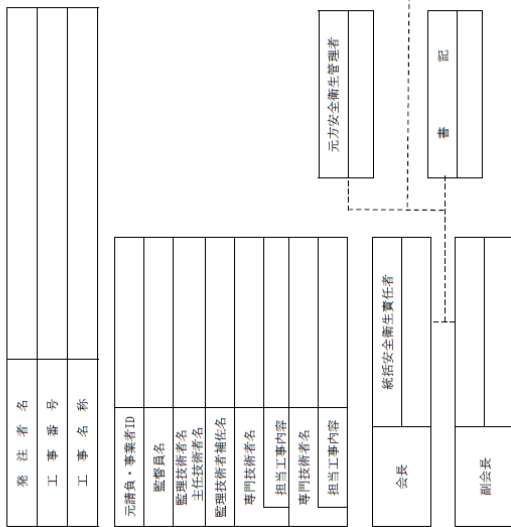 発注者名
工事番号
工事名称
元請負・事業者ID
監督員名
監理技術者名
主任技術者名
監理技術者補佐名
専門技術者名
担当工事内容
専門技術者名
担当工事内容
会長
統括安全衛生責任者
副会長
元方安全衛生管理者
書記